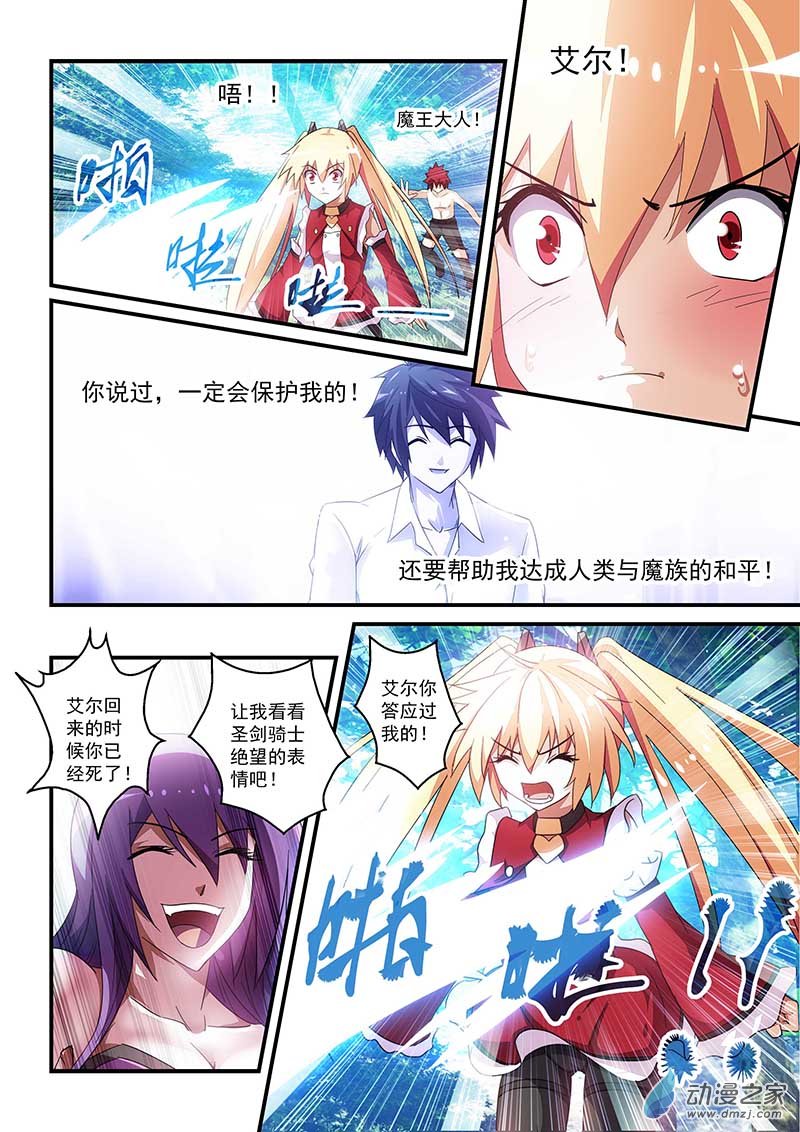 唔！！
魔王大人！
啪
啦
啦——
艾尔！
你说过，一定会保护我的！
还要帮助我达成人类与魔族的和平！
艾尔回
来的时
候你已
经死了！
让我看看
圣剑骑士
绝望的表
情吧！
艾尔你
答应过
我的！
啪
啦
！！
动漫之家
www.dmzj.com